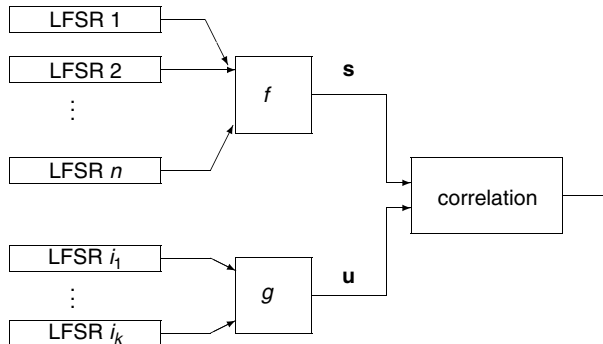 LFSR 1
LFSR 2
⋮
LFSR n
f
s
correlation
LFSR i₁
⋮
LFSR iₖ
g
u